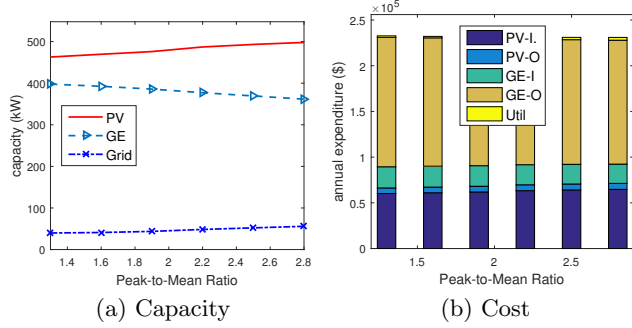 500
400
300
200
100
0
capacity (kW)
PV
GE
Grid
1.4 1.6 1.8 2 2.2 2.4 2.6 2.8
Peak-to-Mean Ratio
(a) Capacity
×10⁵
2.5
2
1.5
1
0.5
0
annual expenditure ($)
PV-I.
PV-O
GE-I
GE-O
Util
1.5 2 2.5
Peak-to-Mean Ratio
(b) Cost